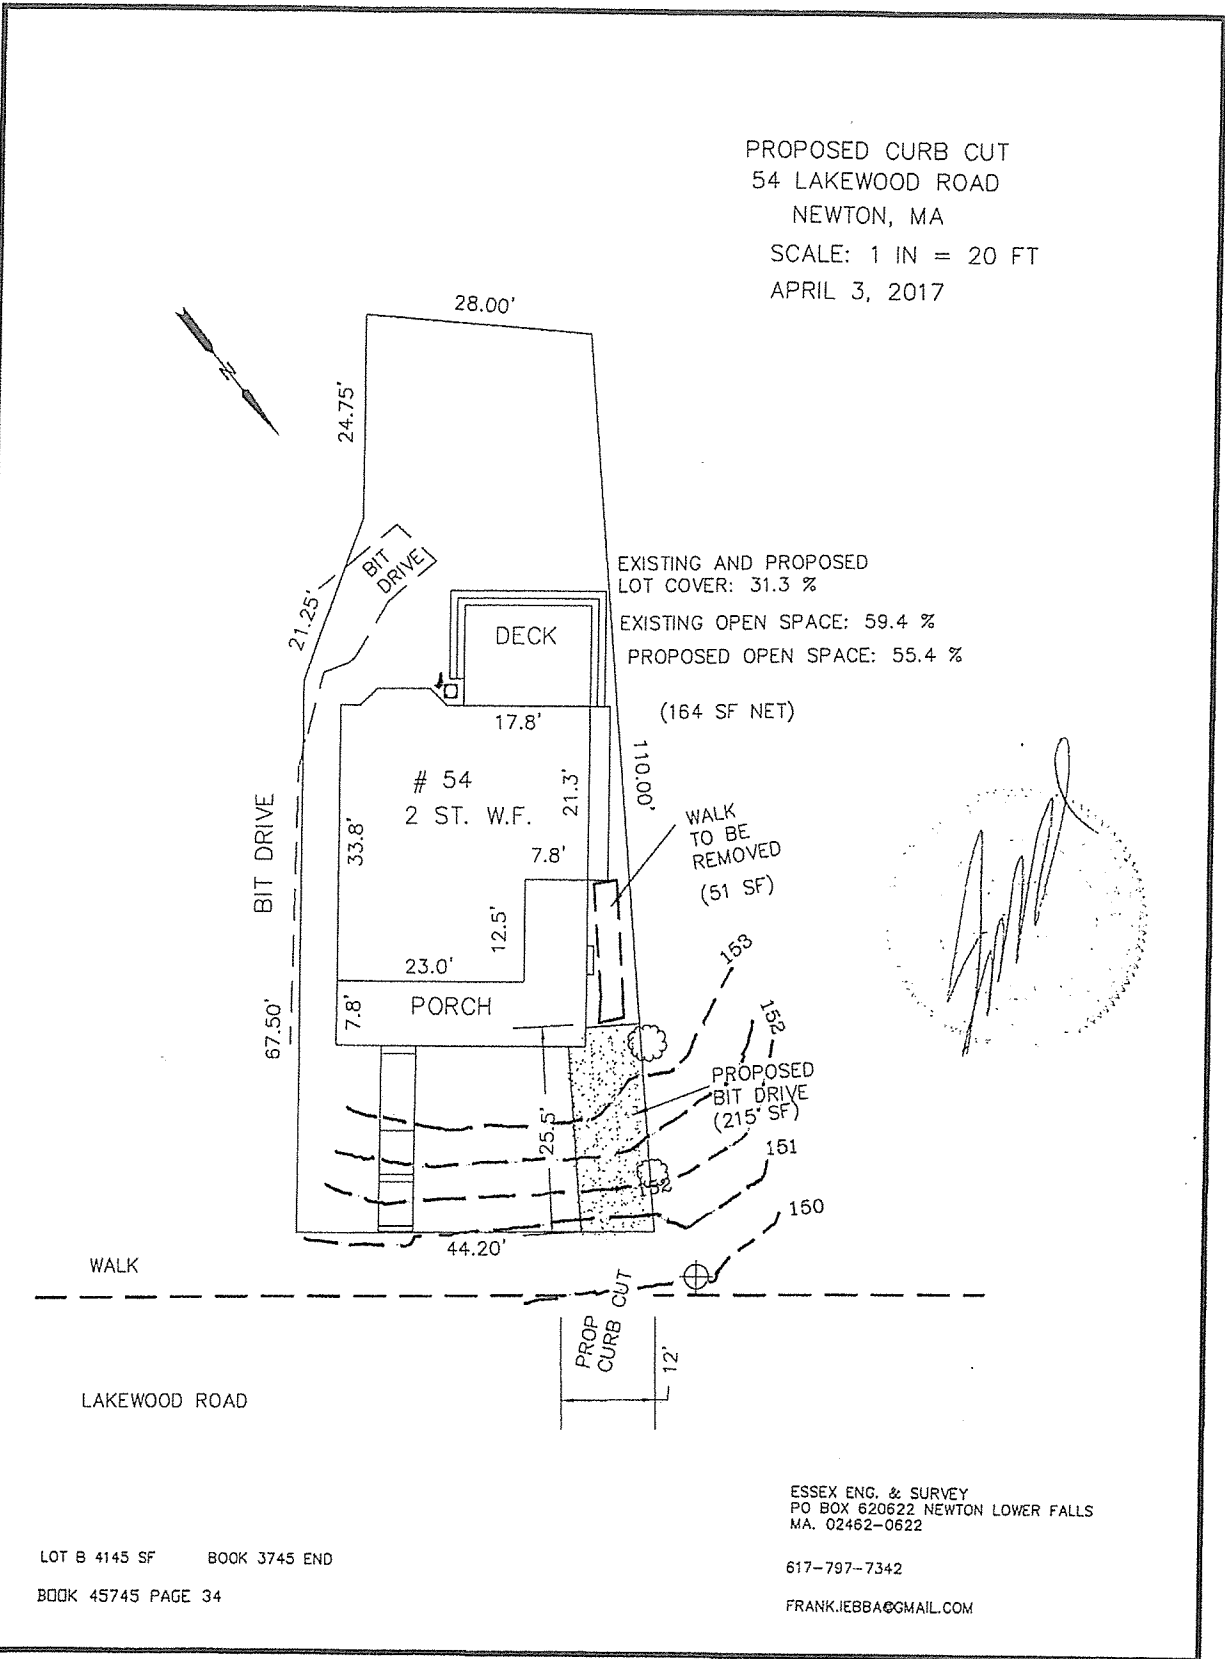 PROPOSED CURB CUT
54 LAKEWOOD ROAD
NEWTON, MA
SCALE: 1 IN = 20 FT
APRIL 3, 2017
28.00'
N
24.75'
BIT
DRIVE
21.25'
EXISTING AND PROPOSED
LOT COVER: 31.3 %
EXISTING OPEN SPACE: 59.4 %
PROPOSED OPEN SPACE: 55.4 %
(164 SF NET)
DECK
17.8'
110.00'
# 54
2 ST. W.F.
21.3'
33.8'
7.8'
WALK
TO BE
REMOVED
(51 SF)
BIT DRIVE
12.5'
23.0'
PORCH
7.8'
67.50'
153
152
PROPOSED
BIT DRIVE
(215 SF)
25.5'
151
152
150
44.20'
WALK
PROP
CURB CUT
12'
LAKEWOOD ROAD
ESSEX ENG. & SURVEY
PO BOX 620622 NEWTON LOWER FALLS
MA. 02462-0622
617-797-7342
FRANK.IEBBA@GMAIL.COM
LOT B 4145 SF BOOK 3745 END
BOOK 45745 PAGE 34